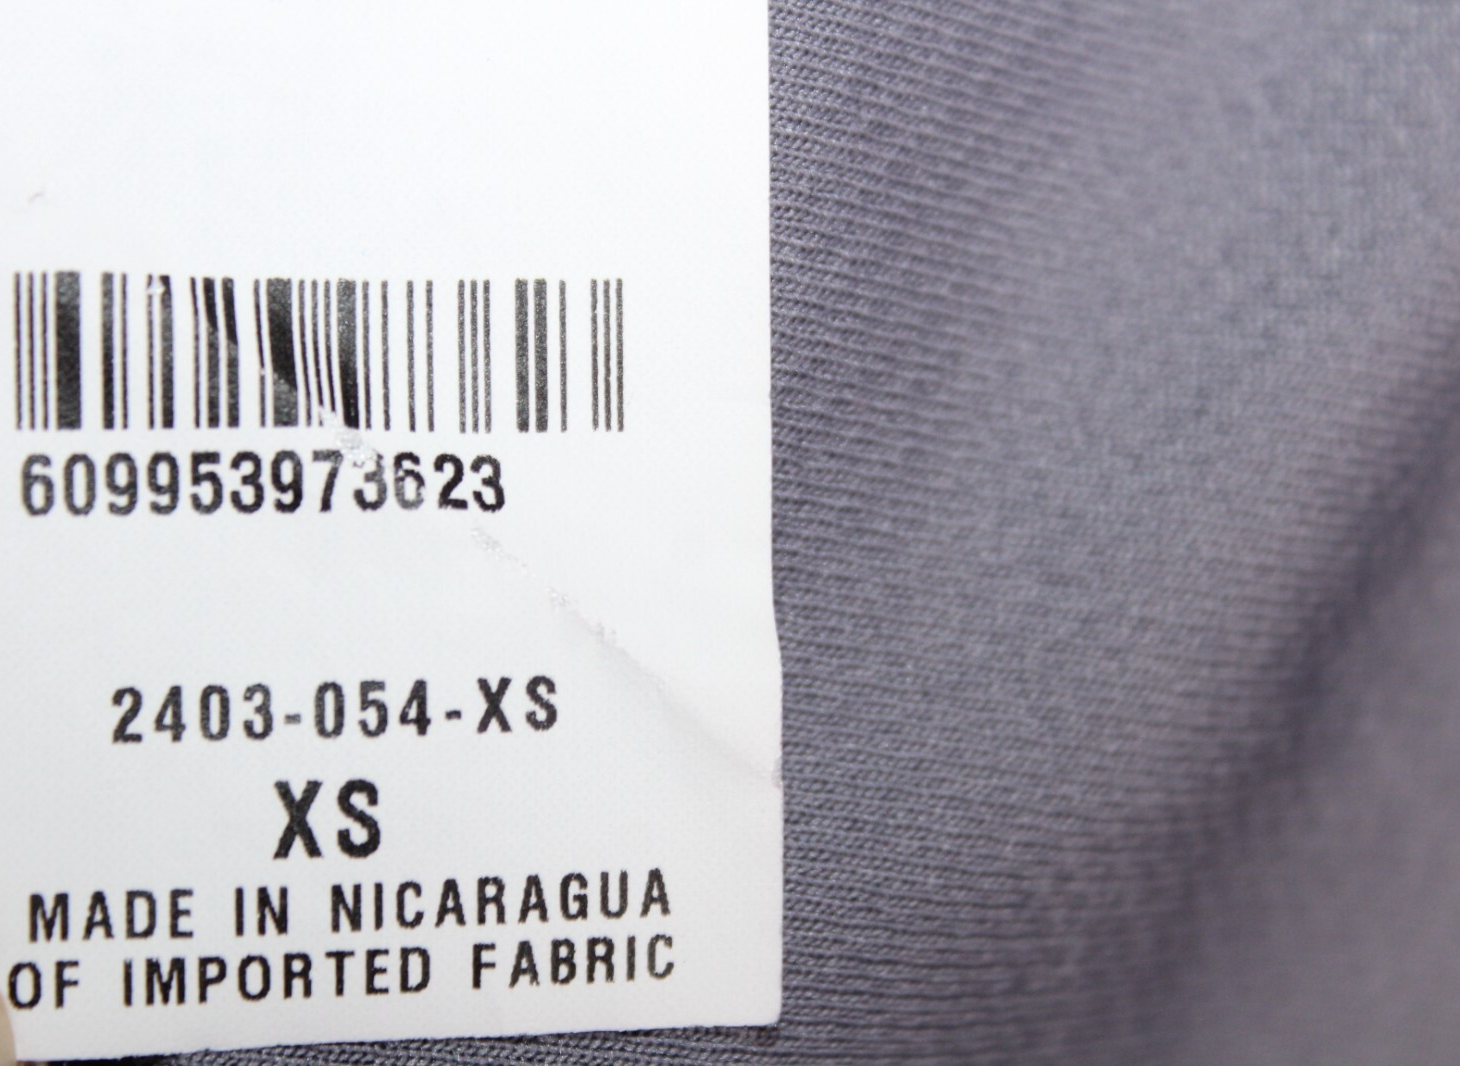 609953973623
2403-054-XS
XS
MADE IN NICARAGUA
OF IMPORTED FABRIC